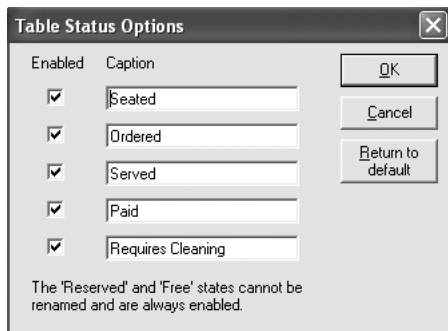 Table Status Options
Enabled Caption
OK
Seated
Cancel
Ordered
Return to
default
Served
Paid
Requires Cleaning
The 'Reserved' and 'Free' states cannot be
renamed and are always enabled.